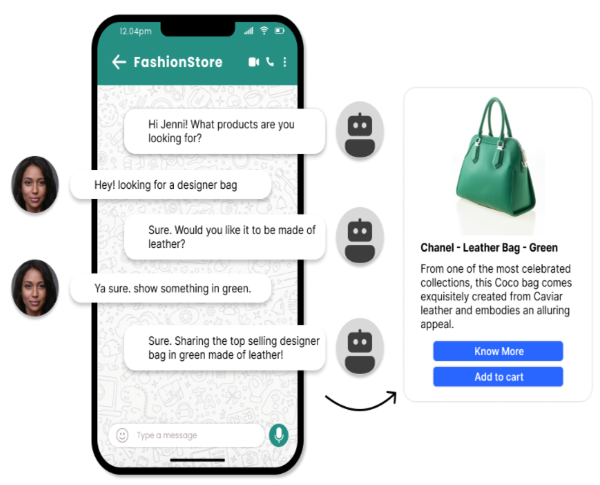 12.04pm
FashionStore
Hi Jenni! What products are you
looking for?
Hey! looking for a designer bag
Sure. Would you like it to be made of
leather?
Ya sure. show something in green.
Sure. Sharing the top selling designer
bag in green made of leather!
Type a message
Chanel - Leather Bag - Green
From one of the most celebrated
collections, this Coco bag comes
exquisitely created from Caviar
leather and embodies an alluring
appeal.
Know More
Add to cart